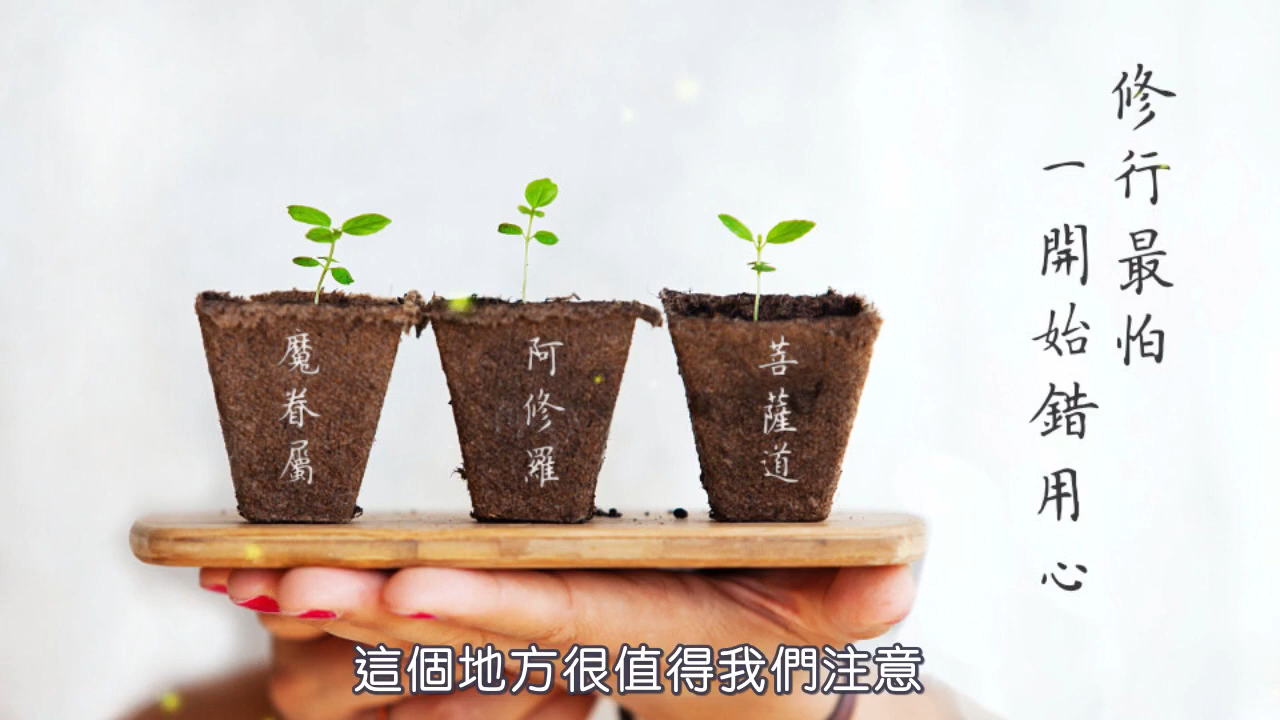 修行最怕
一開始錯用心
魔眷屬
阿修羅
菩薩道
這個地方很值得我們注意